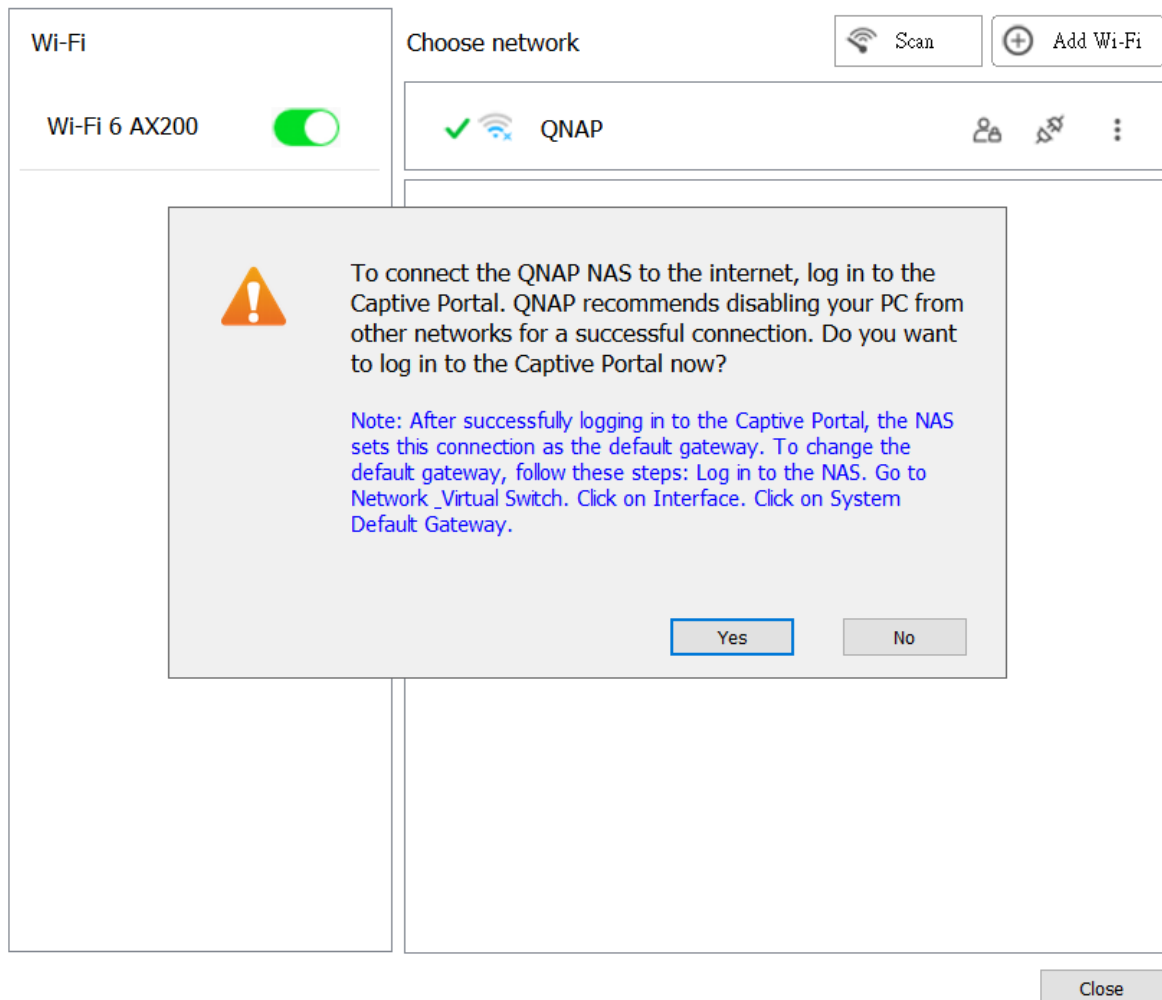 Wi-Fi
Choose network
Scan
Add Wi-Fi
Wi-Fi 6 AX200
QNAP
To connect the QNAP NAS to the internet, log in to the
Captive Portal. QNAP recommends disabling your PC from
other networks for a successful connection. Do you want
to log in to the Captive Portal now?
Note: After successfully logging in to the Captive Portal, the NAS
sets this connection as the default gateway. To change the
default gateway, follow these steps: Log in to the NAS. Go to
Network _Virtual Switch. Click on Interface. Click on System
Default Gateway.
Yes
No
Close